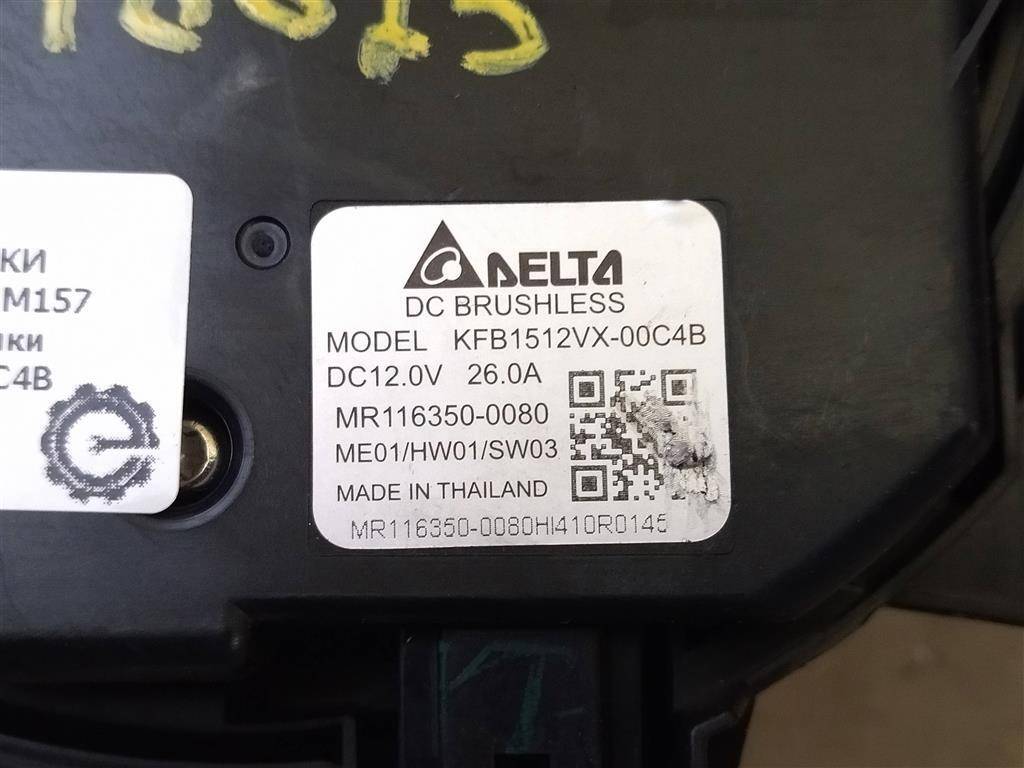 КИ
M157
ки
C4B
DELTA
DC BRUSHLESS
MODEL KFB1512VX-00C4B
DC12.0V 26.0A
MR116350-0080
ME01/HW01/SW03
MADE IN THAILAND
MR116350-0080HI410R0145